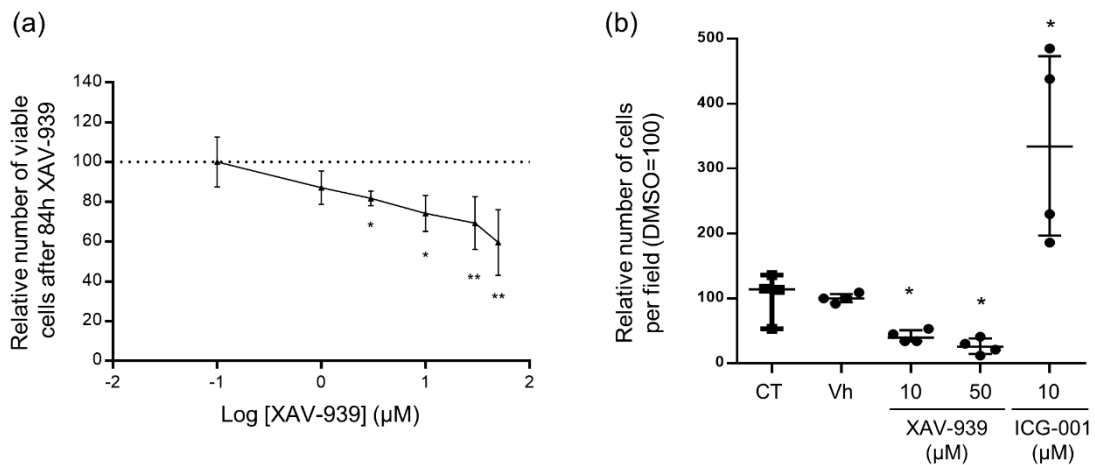 (a)
Relative number of viable
cells after 84h XAV-939
140
120
100
80
60
40
20
0
*
*
**
**
-2
-1
0
1
2
Log [XAV-939] (µM)
(b)
Relative number of cells
per field (DMSO=100)
500
400
300
200
100
0
*
*
*
CT
Vh
10
50
10
XAV-939
(µM)
ICG-001
(µM)